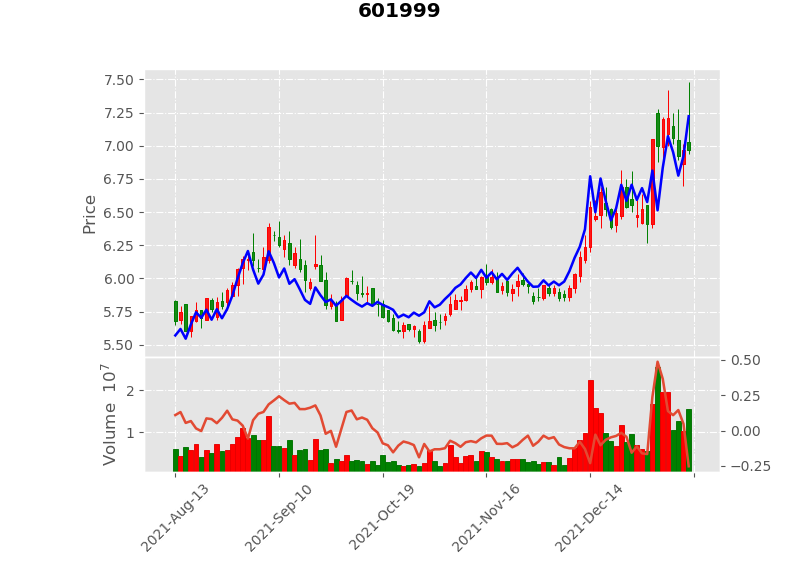 601999
7.50
7.25
7.00
6.75
6.50
6.25
6.00
5.75
5.50
Price
2
1
Volume 10^7
0.50
0.25
0.00
−0.25
2021-Aug-13
2021-Sep-10
2021-Oct-19
2021-Nov-16
2021-Dec-14